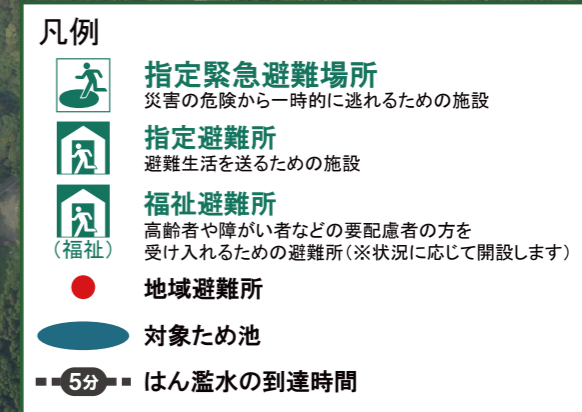 凡例
指定緊急避難場所
災害の危険から一時的に逃れるための施設
指定避難所
避難生活を送るための施設
福祉避難所
高齢者や障がい者などの要配慮者の方を
(福祉)
受け入れるための避難所(※状況に応じて開設します)
地域避難所
対象ため池
5分 はん濫水の到達時間